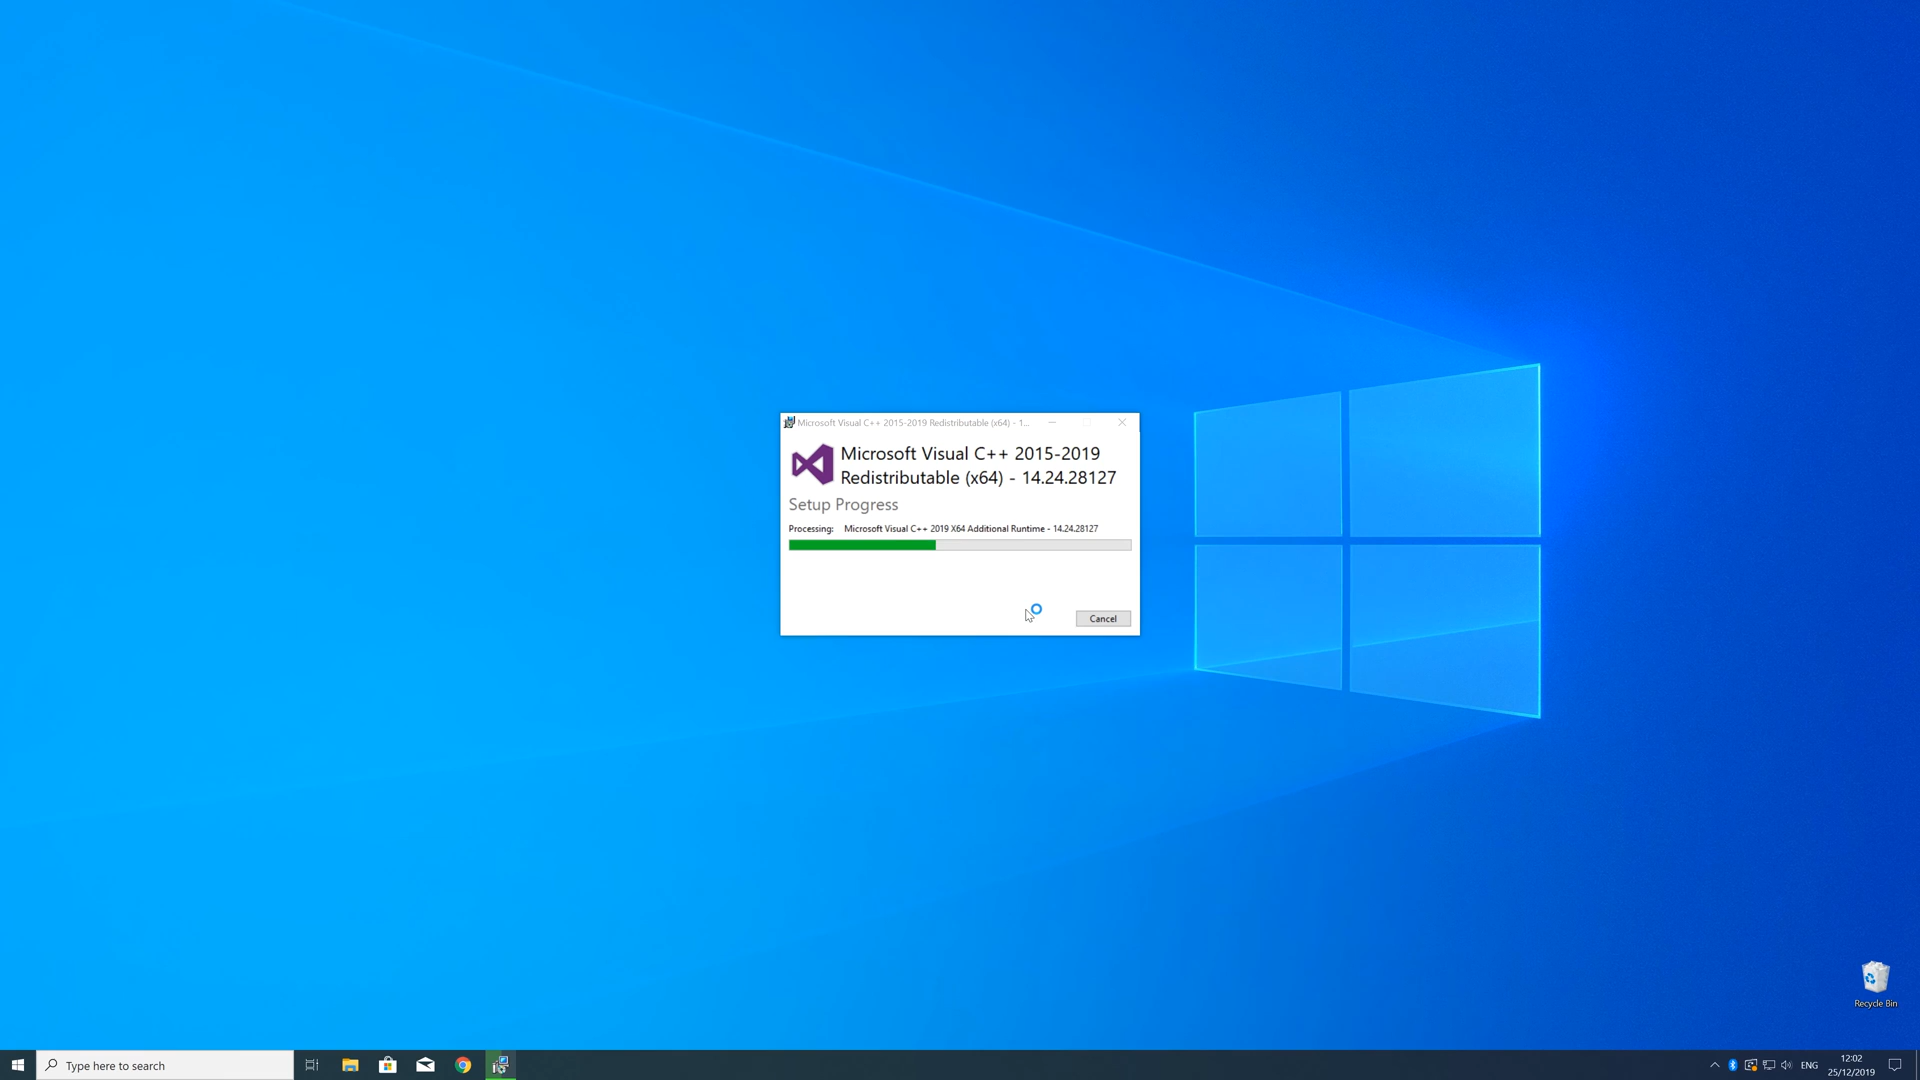 Microsoft Visual C++ 2015-2019 Redistributable (x64) - 1...
Microsoft Visual C++ 2015-2019
Redistributable (x64) - 14.24.28127
Setup Progress
Processing: Microsoft Visual C++ 2019 X64 Additional Runtime - 14.24.28127
Cancel
Recycle Bin
Type here to search
ENG
12:02
25/12/2019